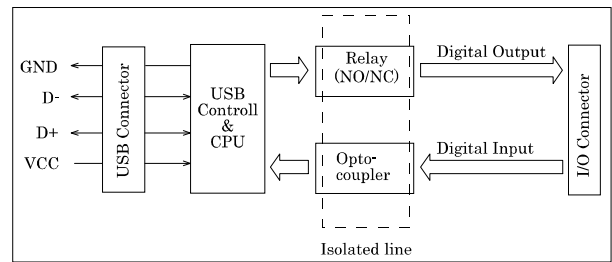 GND
D-
D+
VCC
USB Connector
USB
Controll
&
CPU
Relay
(NO/NC)
Digital Output
Opto-
coupler
Digital Input
I/O Connector
Isolated line